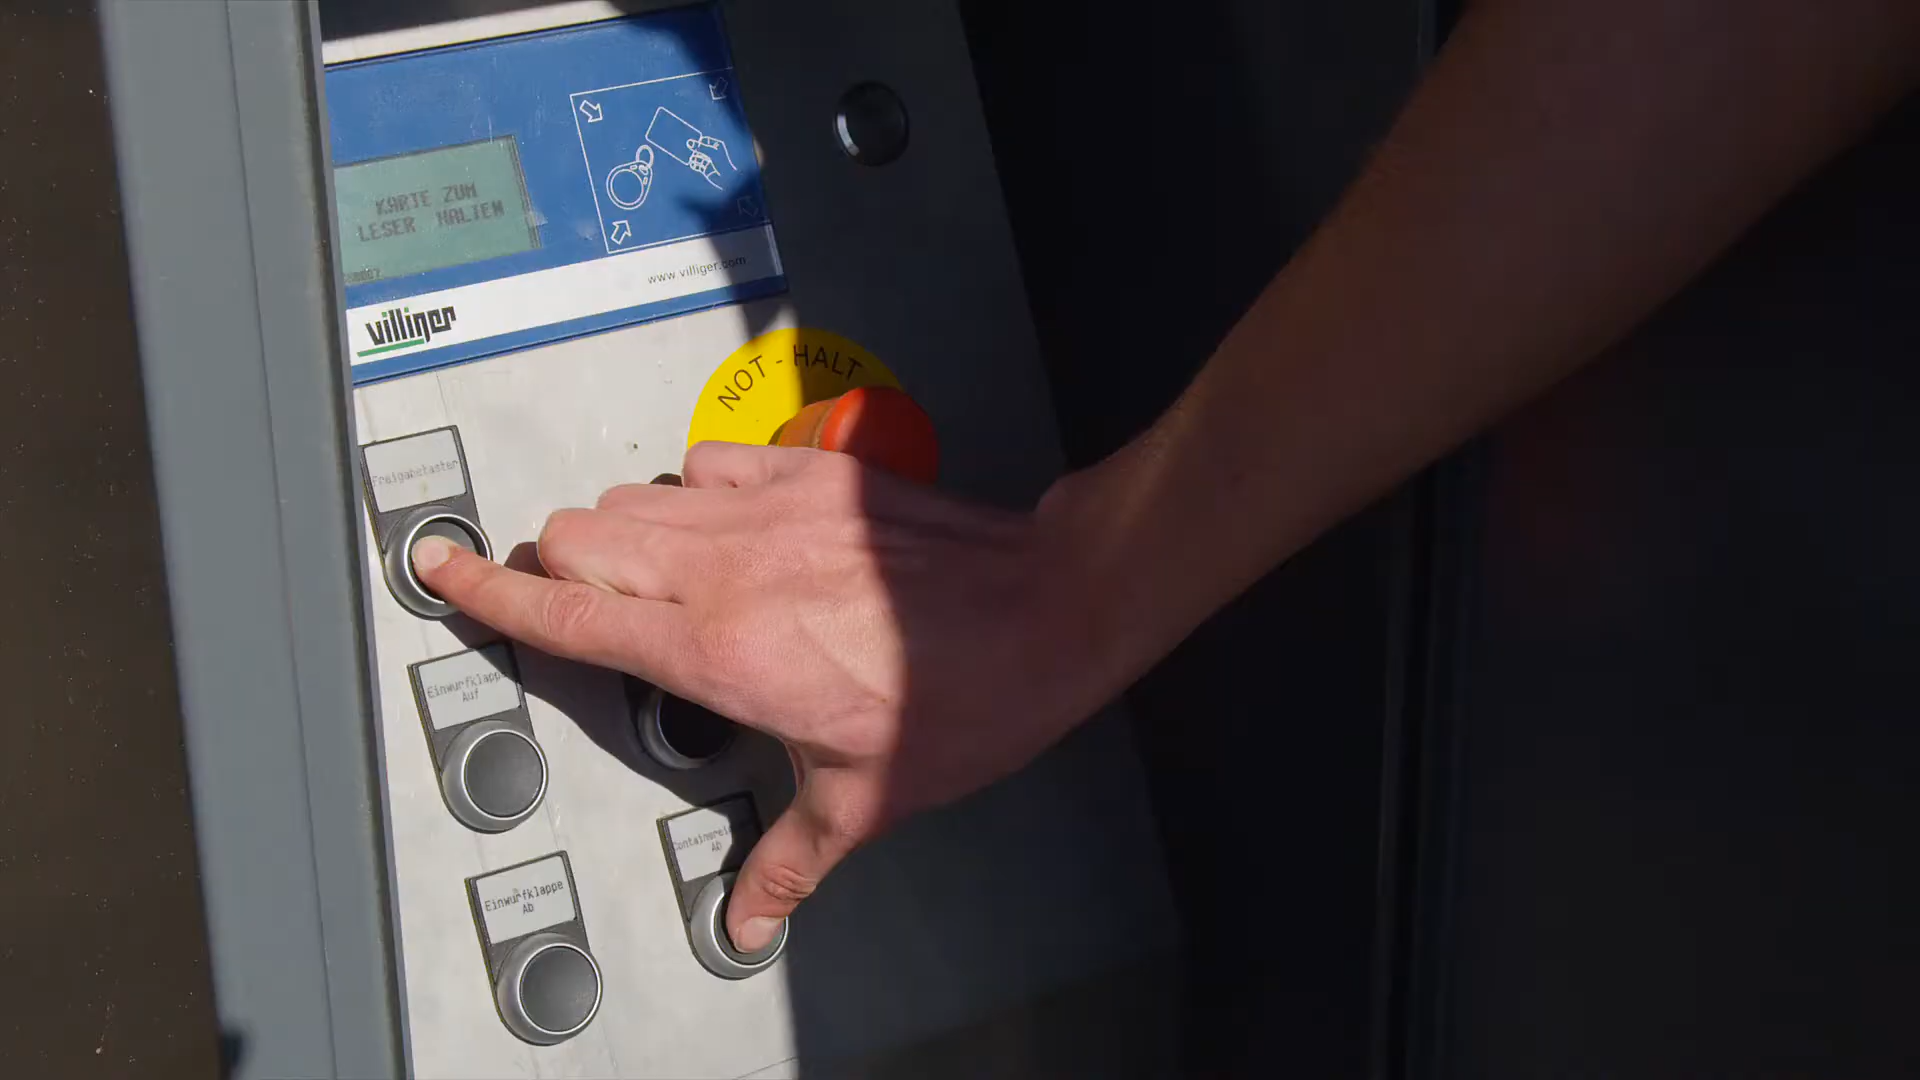 KARTE ZUM
LESER HALTEN
www.villiger.com
villiger
NOT - HALT
Freigabetaster
Einwurfklappe
Auf
Ab
Einwurfklappe
Ab